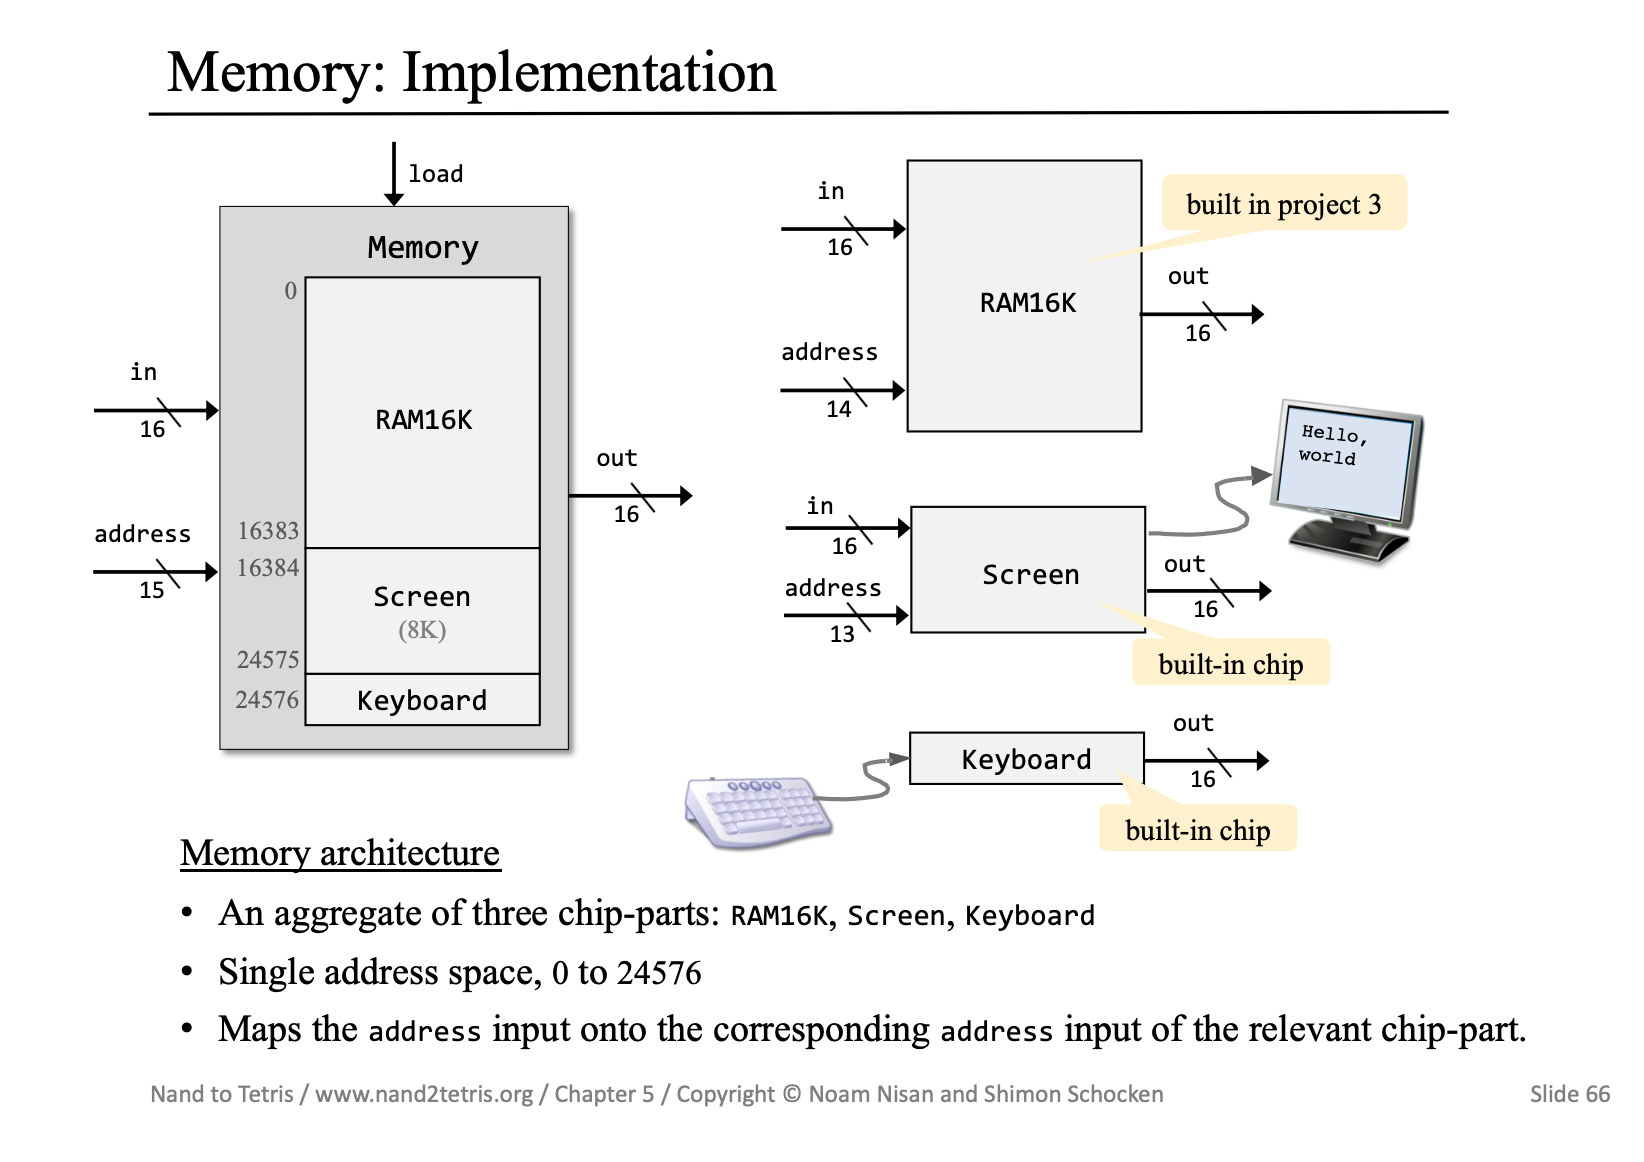 Memory: Implementation
load
Memory
0
RAM16K
in
16
out
16
address
15
16383
16384
Screen
(8K)
24575
24576
Keyboard
in
16
built in project 3
RAM16K
out
16
address
14
Hello,
world
in
16
Screen
out
16
address
13
built-in chip
out
Keyboard
16
built-in chip
Memory architecture
• An aggregate of three chip-parts: RAM16K, Screen, Keyboard
• Single address space, 0 to 24576
• Maps the address input onto the corresponding address input of the relevant chip-part.
Nand to Tetris / www.nand2tetris.org / Chapter 5 / Copyright © Noam Nisan and Shimon Schocken
Slide 66